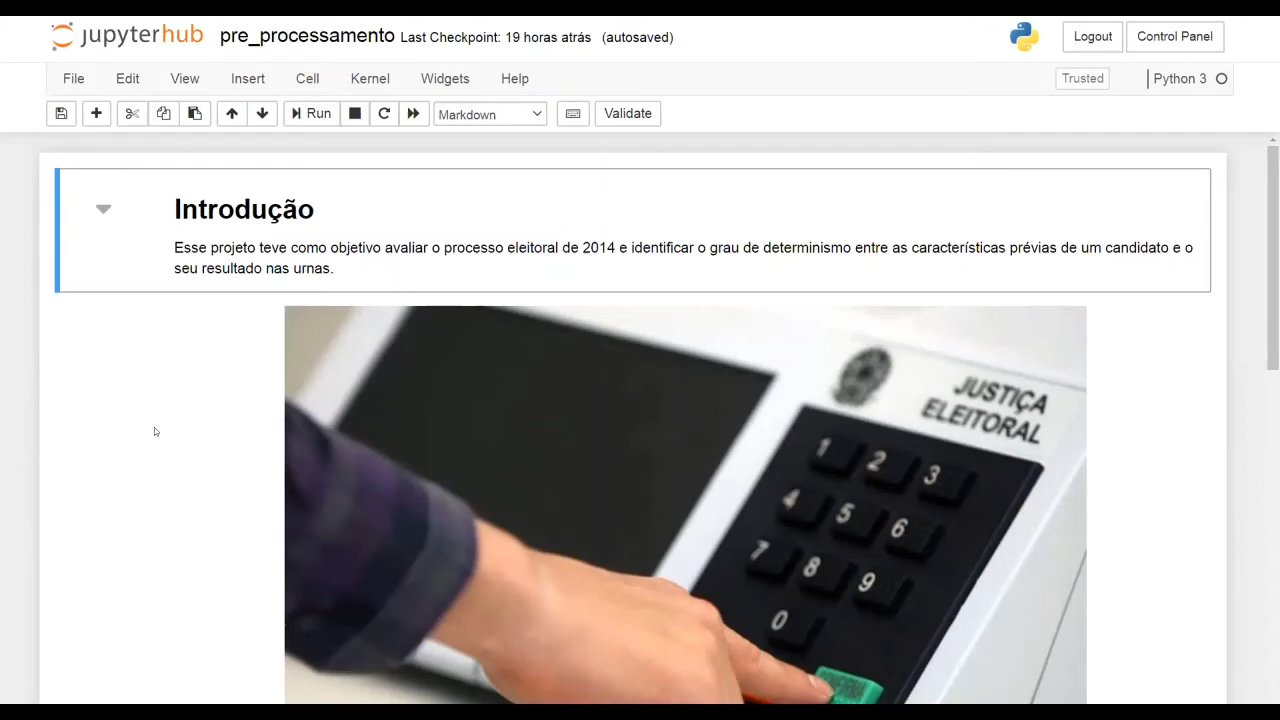 jupyterhub pre_processamento Last Checkpoint: 19 horas atrás (autosaved) Logout Control Panel
File Edit View Insert Cell Kernel Widgets Help Trusted Python 3
Run Markdown Validate
Introdução
Esse projeto teve como objetivo avaliar o processo eleitoral de 2014 e identificar o grau de determinismo entre as características prévias de um candidato e o
seu resultado nas urnas.
JUSTIÇA
ELEITORAL
1 2 3
4 5 6
7 8 9
0
CONFIRMA